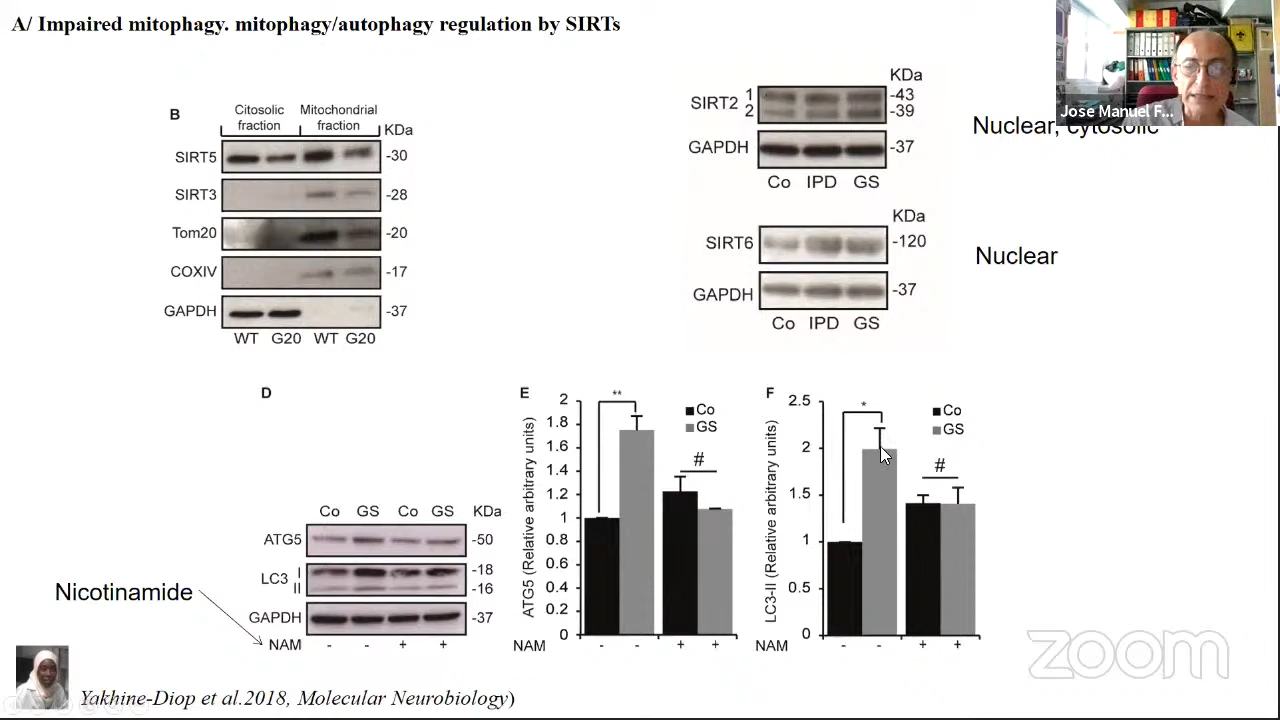 A/ Impaired mitophagy. mitophagy/autophagy regulation by SIRTs
Jose Manuel F...
B
Citosolic fraction
Mitochondrial fraction
KDa
SIRT5 -30
SIRT3 -28
Tom20 -20
COXIV -17
GAPDH -37
WT G20 WT G20
KDa
SIRT2 1 -43
2 -39
GAPDH -37
Co IPD GS
Nuclear, cytosolic
KDa
SIRT6 -120
GAPDH -37
Co IPD GS
Nuclear
D
Co GS Co GS KDa
ATG5 -50
LC3 I -18
II -16
GAPDH -37
NAM - - + +
Nicotinamide
E
ATG5 (Relative arbitrary units)
2
1.8
1.6
1.4
1.2
1
0.8
0.6
0.4
0.2
0
**
#
Co
GS
NAM - - + +
F
LC3-II (Relative arbitrary units)
2.5
2
1.5
1
0.5
0
*
#
Co
GS
NAM - - + +
Yakhine-Diop et al.2018, Molecular Neurobiology)
zoom